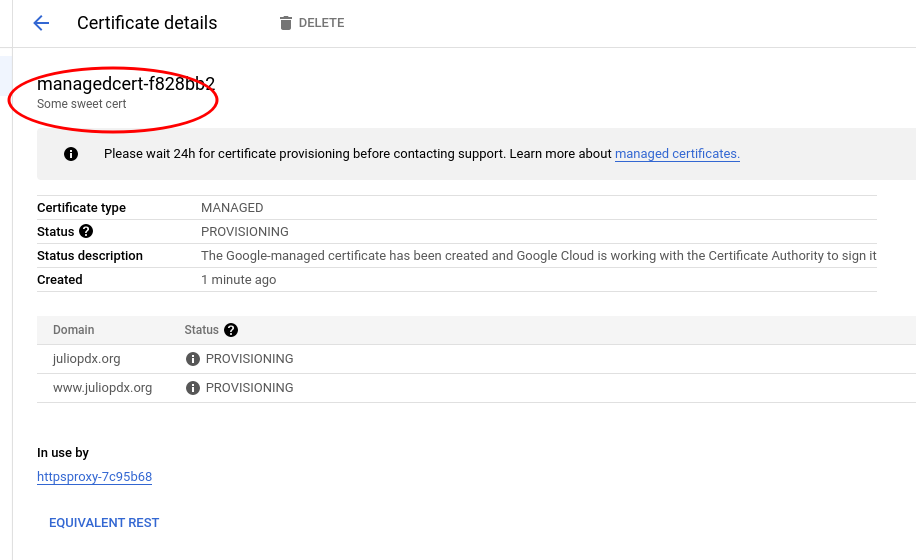 Certificate details
DELETE
managedcert-f828bb2
Some sweet cert
Please wait 24h for certificate provisioning before contacting support. Learn more about managed certificates.
Certificate type MANAGED
Status PROVISIONING
Status description The Google-managed certificate has been created and Google Cloud is working with the Certificate Authority to sign it
Created 1 minute ago
Domain Status
juliopdx.org PROVISIONING
www.juliopdx.org PROVISIONING
In use by
httpsproxy-7c95b68
EQUIVALENT REST